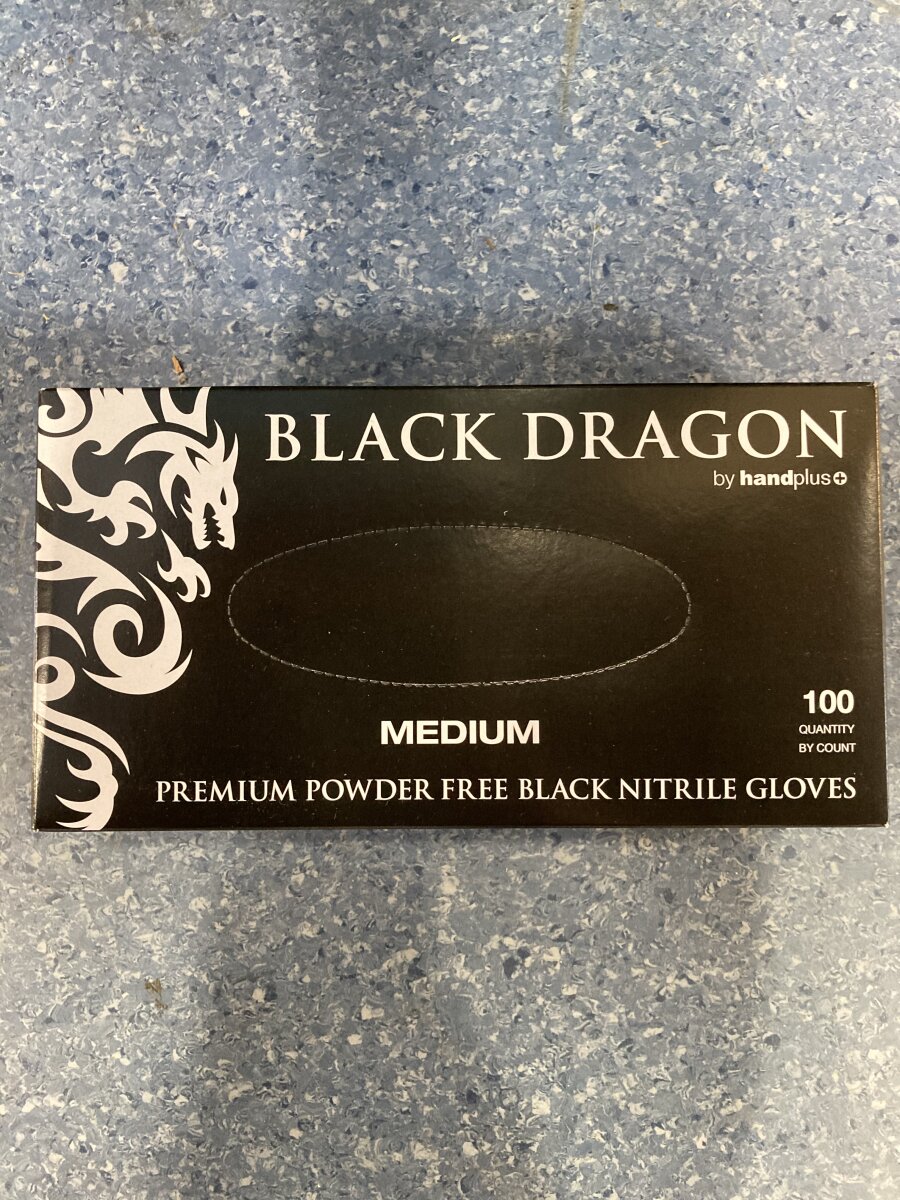 BLACK DRAGON
by handplus+
MEDIUM
100
QUANTITY
BY COUNT
PREMIUM POWDER FREE BLACK NITRILE GLOVES